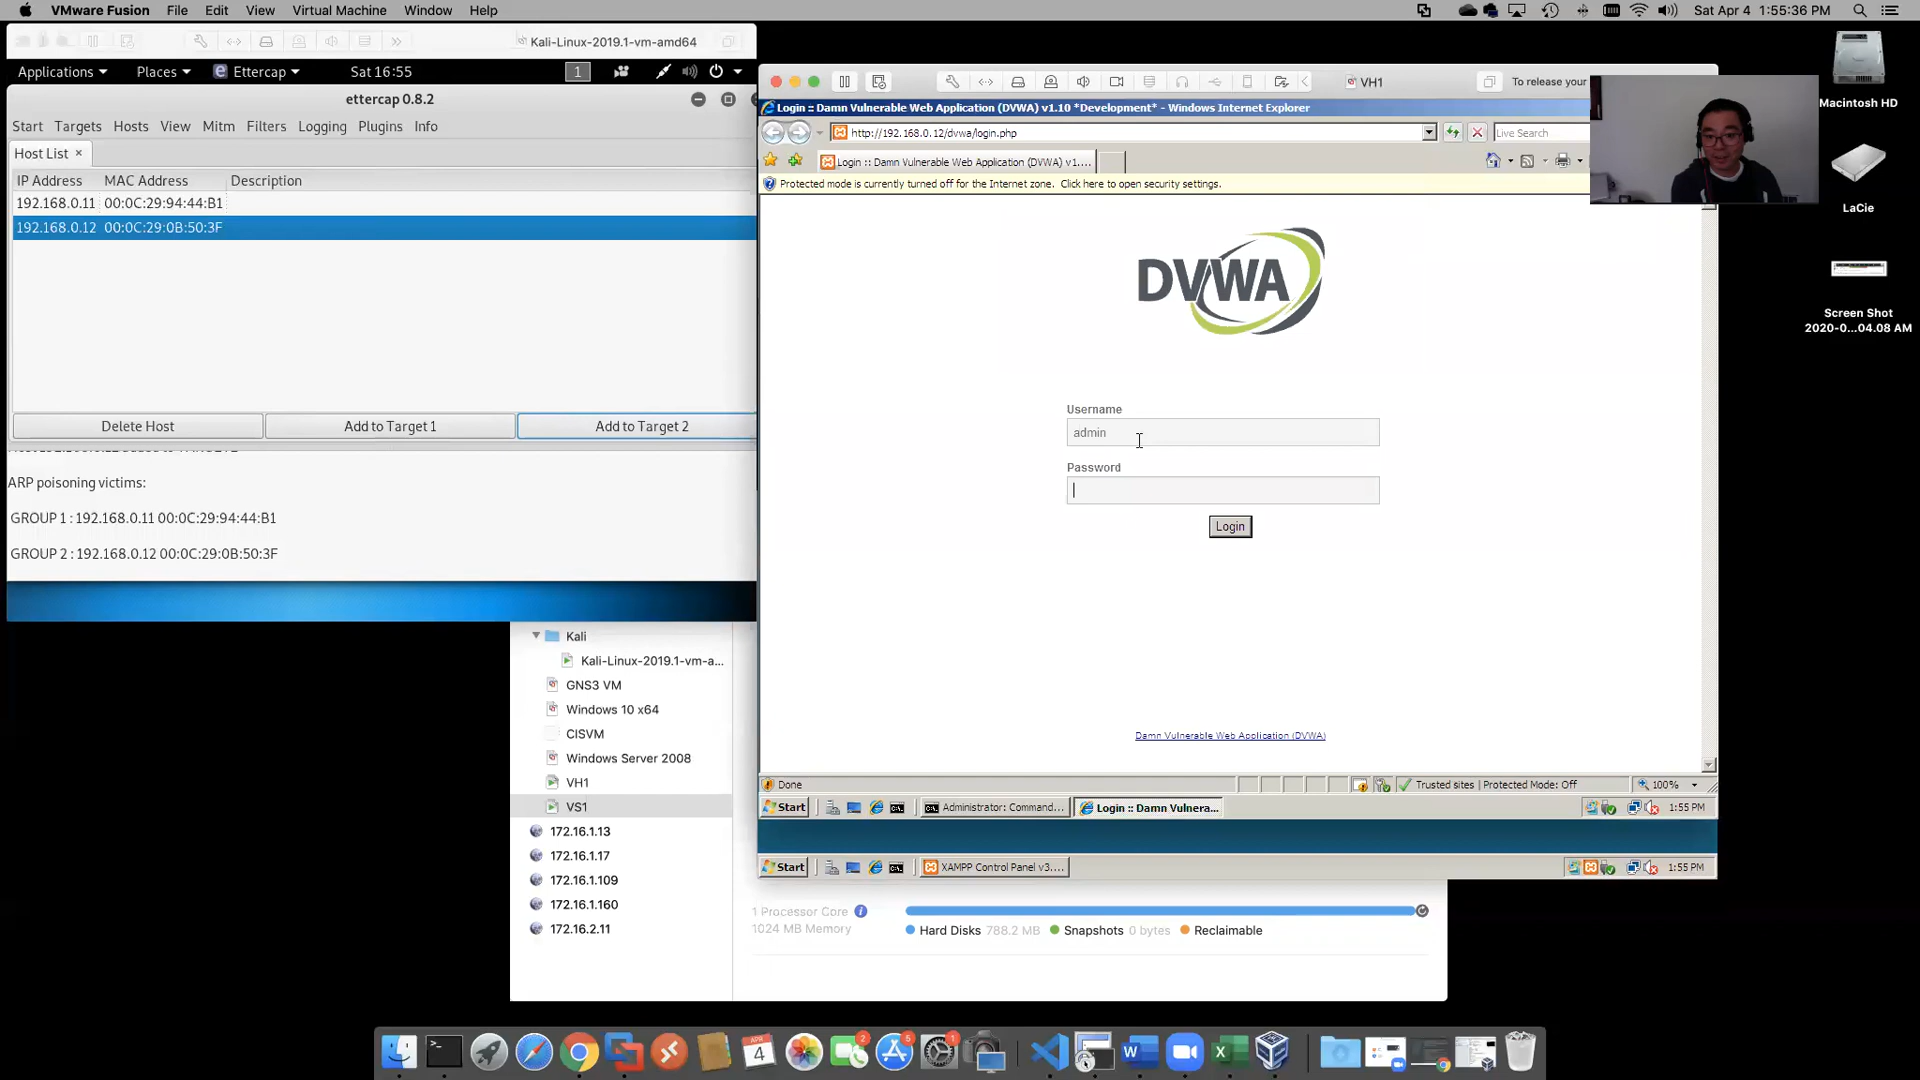 VMware Fusion File Edit View Virtual Machine Window Help
Sat Apr 4 1:55:36 PM
Kali-Linux-2019.1-vm-amd64
Applications Places Ettercap Sat 16:55 1
ettercap 0.8.2
Start Targets Hosts View Mitm Filters Logging Plugins Info
Host List ×
IP Address MAC Address Description
192.168.0.11 00:0C:29:94:44:B1
192.168.0.12 00:0C:29:0B:50:3F
Delete Host Add to Target 1 Add to Target 2
ARP poisoning victims:
GROUP 1 : 192.168.0.11 00:0C:29:94:44:B1
GROUP 2 : 192.168.0.12 00:0C:29:0B:50:3F
VH1
To release your
Login :: Damn Vulnerable Web Application (DVWA) v1.10 *Development* - Windows Internet Explorer
http://192.168.0.12/dvwa/login.php
Live Search
Login :: Damn Vulnerable Web Application (DVWA) v1....
Protected mode is currently turned off for the Internet zone. Click here to open security settings.
DVWA
Username
admin
Password
Login
Damn Vulnerable Web Application (DVWA)
Done
Trusted sites | Protected Mode: Off
100%
Start Administrator: Command... Login :: Damn Vulnera... 1:55 PM
Start XAMPP Control Panel v3.... 1:55 PM
Kali
Kali-Linux-2019.1-vm-a...
GNS3 VM
Windows 10 x64
CISVM
Windows Server 2008
VH1
VS1
172.16.1.13
172.16.1.17
172.16.1.109
172.16.1.160
172.16.2.11
1 Processor Core
1024 MB Memory
Hard Disks 788.2 MB Snapshots 0 bytes Reclaimable
Macintosh HD
LaCie
Screen Shot
2020-0...04.08 AM
APR
4
2
5
1